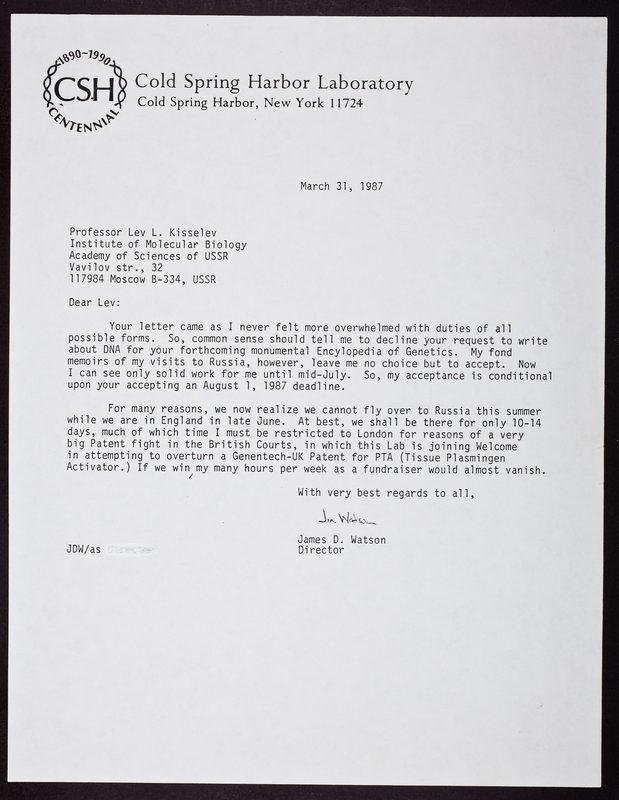 1890~1990
CSH
CENTENNIAL
Cold Spring Harbor Laboratory
Cold Spring Harbor, New York 11724
March 31, 1987
Professor Lev L. Kisselev
Institute of Molecular Biology
Academy of Sciences of USSR
Vavilov str., 32
117984 Moscow B-334, USSR
Dear Lev:
Your letter came as I never felt more overwhelmed with duties of all
possible forms. So, common sense should tell me to decline your request to write
about DNA for your forthcoming monumental Encylopedia of Genetics. My fond
memoirs of my visits to Russia, however, leave me no choice but to accept. Now
I can see only solid work for me until mid-July. So, my acceptance is conditional
upon your accepting an August 1, 1987 deadline.
For many reasons, we now realize we cannot fly over to Russia this summer
while we are in England in late June. At best, we shall be there for only 10-14
days, much of which time I must be restricted to London for reasons of a very
big Patent fight in the British Courts, in which this Lab is joining Welcome
in attempting to overturn a Genentech-UK Patent for PTA (Tissue Plasmingen
Activator.) If we win, my many hours per week as a fundraiser would almost vanish.
With very best regards to all,
Jim Watson
James D. Watson
Director
JDW/as